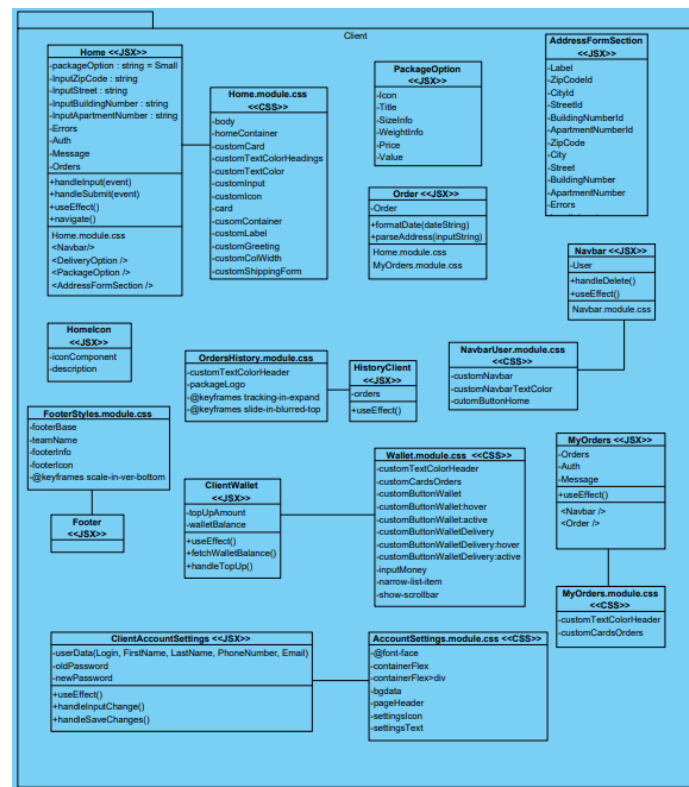 Client
Home <<JSX>>
-packageOption : string = Small
-InputZipCode : string
-InputStreet : string
-InputBuildingNumber : string
-InputApartmentNumber : string
-Errors
-Auth
-Message
-Orders
+handleInput(event)
+handleSubmit(event)
+useEffect()
+navigate()
Home.module.css
<Navbar/>
<DeliveryOption />
<PackageOption />
<AddressFormSection />
Home.module.css
<<CSS>>
-body
-homeContainer
-customCard
-customTextColorHeadings
-customTextColor
-customInput
-customIcon
-card
-cusomContainer
-customLabel
-customGreeting
-customColWidth
-customShippingForm
PackageOption
<<JSX>>
-Icon
-Title
-SizeInfo
-WeightInfo
-Price
-Value
AddressFormSection
<<JSX>>
-Label
-ZipCodeId
-CityId
-StreetId
-BuildingNumberId
-ApartmentNumberId
-ZipCode
-City
-Street
-BuildingNumber
-ApartmentNumber
-Errors
Order <<JSX>>
-Order
+formatDate(dateString)
+parseAddress(inputString)
Home.module.css
MyOrders.module.css
Navbar <<JSX>>
-User
+handleDelete()
+useEffect()
Navbar.module.css
HomeIcon
<<JSX>>
-iconComponent
-description
OrdersHistory.module.css
-customTextColorHeader
-packageLogo
-@keyframes tracking-in-expand
-@keyframes slide-in-blurred-top
HistoryClient
<<JSX>>
-orders
+useEffect()
NavbarUser.module.css
<<CSS>>
-customNavbar
-customNavbarTextColor
-cutomButtonHome
FooterStyles.module.css
-footerBase
-teamName
-footerInfo
-footerIcon
-@keyframes scale-in-ver-bottom
Footer
<<JSX>>
ClientWallet
<<JSX>>
-topUpAmount
-walletBalance
+useEffect()
+fetchWalletBalance()
+handleTopUp()
Wallet.module.css <<CSS>>
-customTextColorHeader
-customCardsOrders
-customButtonWallet
-customButtonWallet:hover
-customButtonWallet:active
-customButtonWalletDelivery
-customButtonWalletDelivery:hover
-customButtonWalletDelivery:active
-inputMoney
-narrow-list-item
-show-scrollbar
MyOrders <<JSX>>
-Orders
-Auth
-Message
+useEffect()
<Navbar />
<Order />
MyOrders.module.css
<<CSS>>
-customTextColorHeader
-customCardsOrders
ClientAccountSettings <<JSX>>
-userData(Login, FirstName, LastName, PhoneNumber, Email)
-oldPassword
-newPassword
+useEffect()
+handleInputChange()
+handleSaveChanges()
AccountSettings.module.css <<CSS>>
-@font-face
-containerFlex
-containerFlex>div
-bgdata
-pageHeader
-settingsIcon
-settingsText